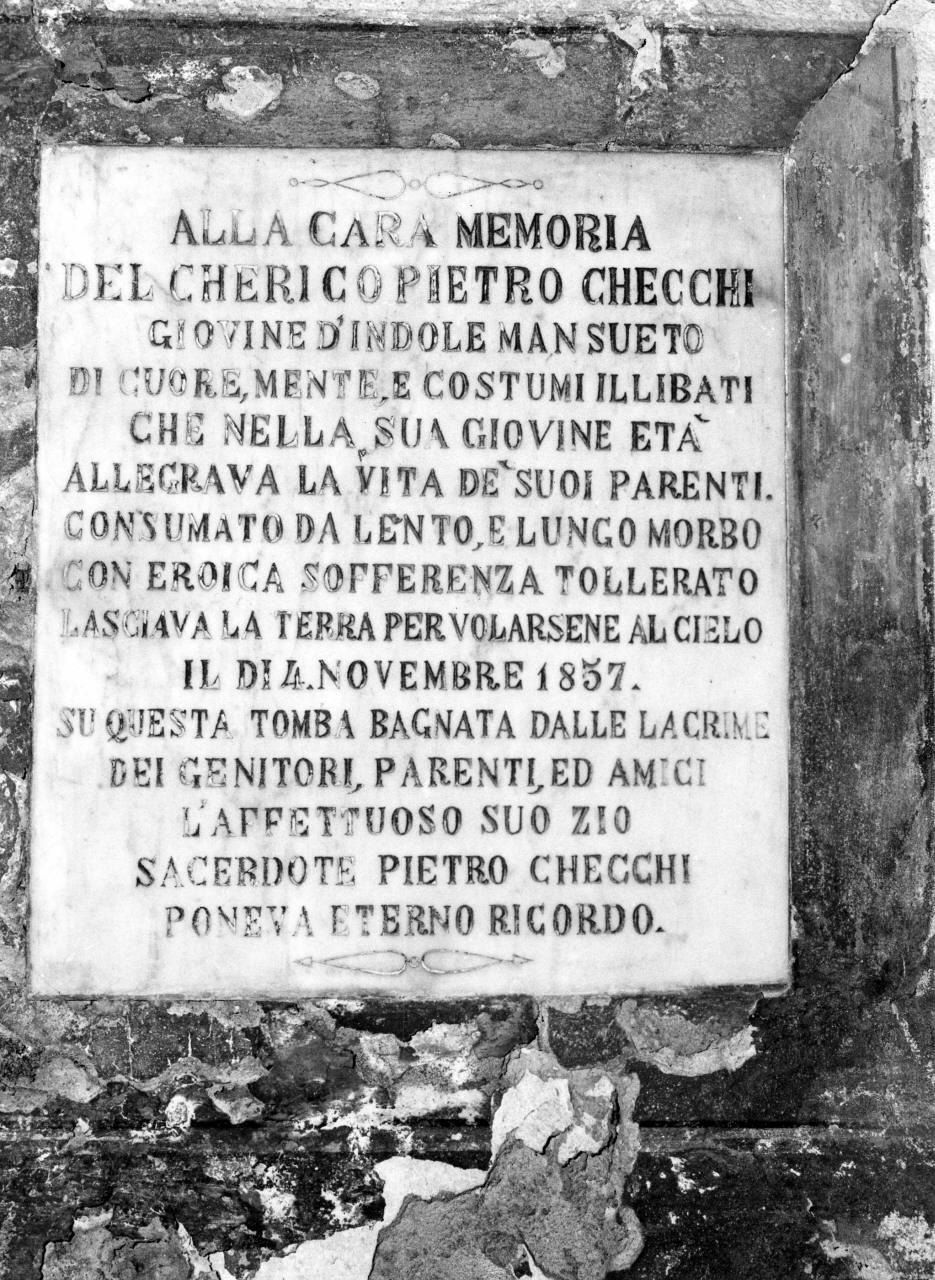 ALLA CARA MEMORIA
DEL CHERICO PIETRO CHECCHI
GIOVINE D'INDOLE MANSUETO
DI CUORE, MENTE, E COSTUMI ILLIBATI
CHE NELLA SUA GIOVINE ETÀ
ALLEGRAVA LA VITA DE' SUOI PARENTI.
CONSUMATO DA LENTO, E LUNGO MORBO
CON EROICA SOFFERENZA TOLLERATO
LASCIAVA LA TERRA PER VOLARSENE AL CIELO
IL DI 4. NOVEMBRE 1857.
SU QUESTA TOMBA BAGNATA DALLE LACRIME
DEI GENITORI, PARENTI, ED AMICI
L'AFFETTUOSO SUO ZIO
SACERDOTE PIETRO CHECCHI
PONEVA ETERNO RICORDO.